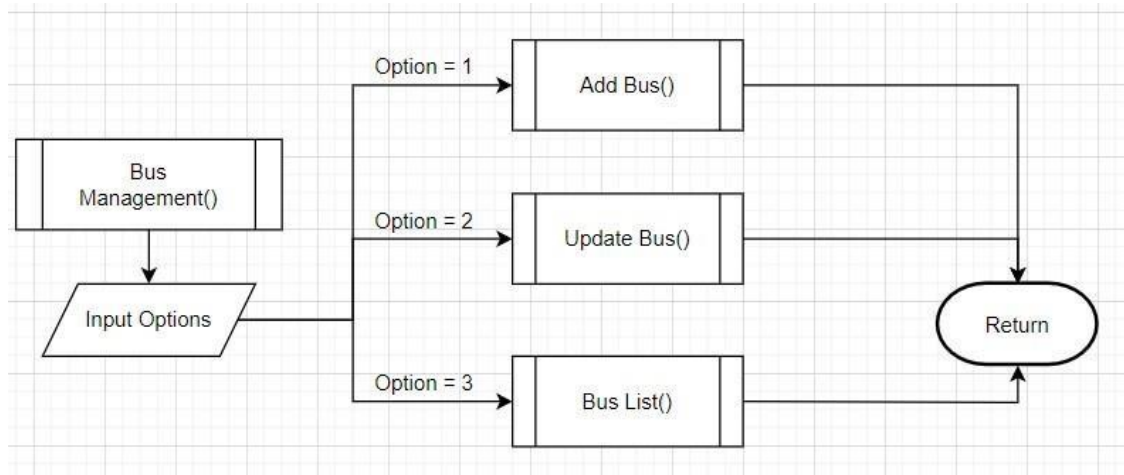 Bus
Management()
Input Options
Option = 1
Add Bus()
Option = 2
Update Bus()
Option = 3
Bus List()
Return